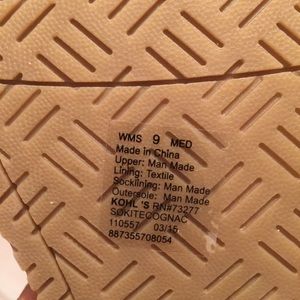 WMS 9 MED
Made in China
Upper: Man Made
Lining: Textile
Socklining: Man Made
Outersole: Man Made
KOHL 'S RN#73277
SOKITECOGNAC
110557 03/15
887355708054